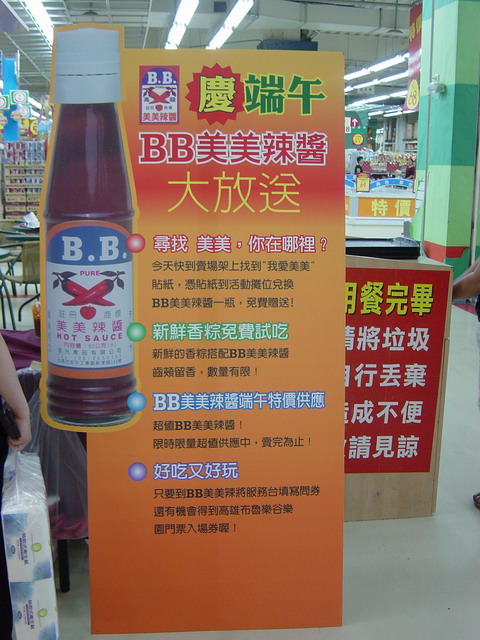 B.B.
美美辣醬
慶端午
BB美美辣醬
大放送
尋找 美美，你在哪裡？
今天快到賣場架上找到"我愛美美"
貼紙，憑貼紙到活動攤位兌換
BB美美辣醬一瓶，免費贈送！
新鮮香粽免費試吃
新鮮的香粽搭配BB美美辣醬
齒頰留香，數量有限！
BB美美辣醬端午特價供應
超值BB美美辣醬！
限時限量超值供應中，賣完為止！
好吃又好玩
只要到BB美美辣將服務台填寫問券
還有機會得到高雄布魯樂谷樂
園門票入場券喔！
B.B.
PURE
註冊 商標
美美辣醬
HOT SAUCE
特價
用餐完畢
請將垃圾
自行丟棄
造成不便
敬請見諒